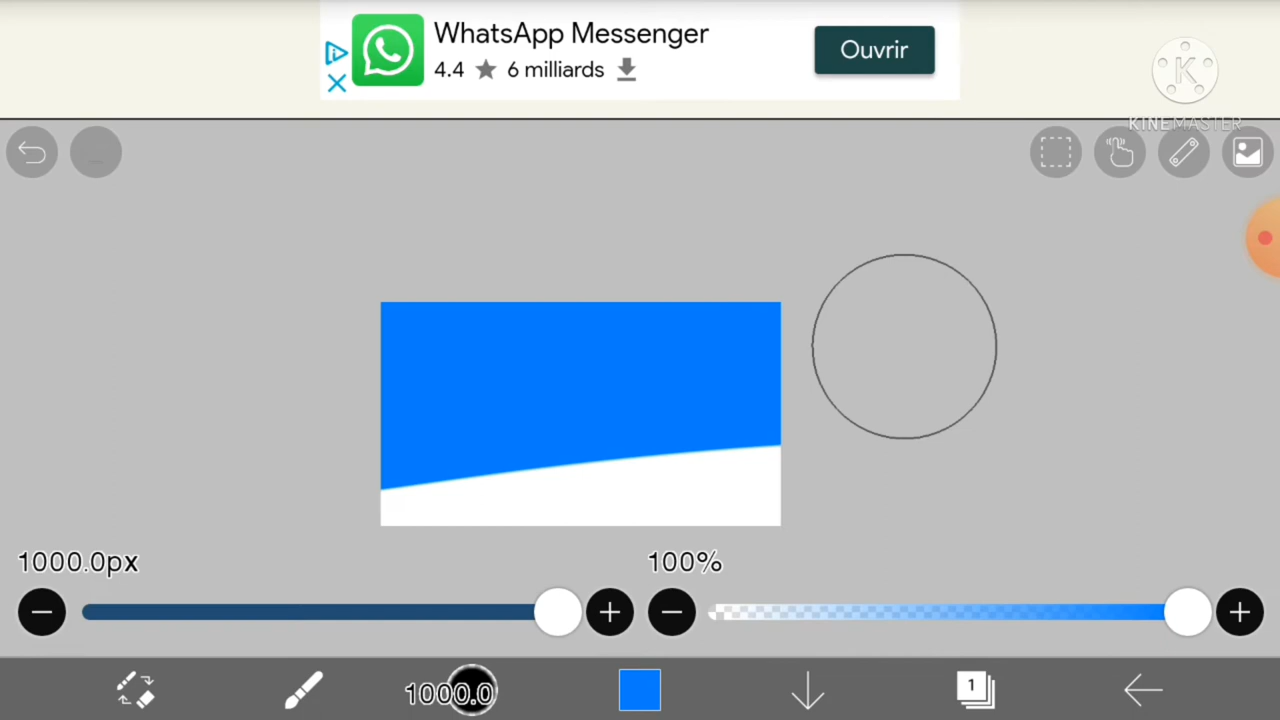 WhatsApp Messenger
4.4 ★ 6 milliards
Ouvrir
K
KINEMASTER
1000.0px
100%
1000.0
1